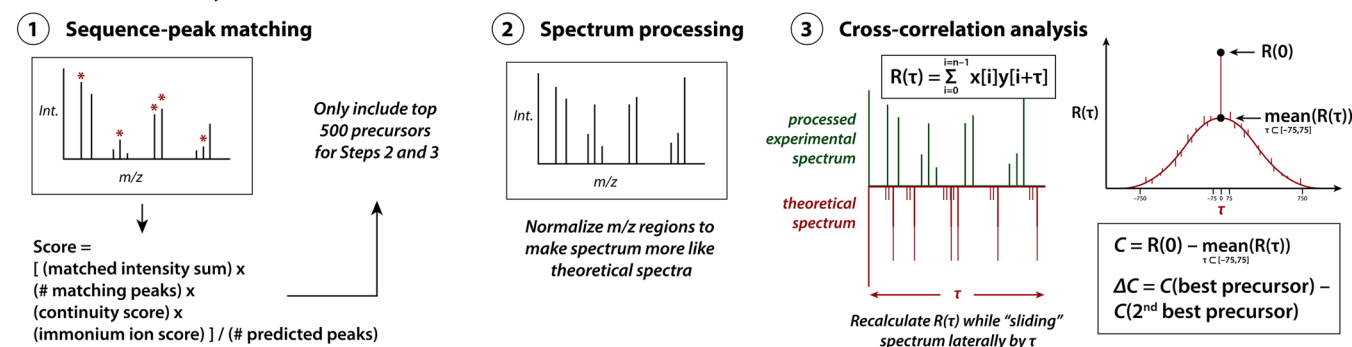 1 Sequence-peak matching
Int.
* * * * *
m/z
Only include top
500 precursors
for Steps 2 and 3
Score =
[ (matched intensity sum) x
(# matching peaks) x
(continuity score) x
(immonium ion score) ] / (# predicted peaks)
2 Spectrum processing
Int.
m/z
Normalize m/z regions to
make spectrum more like
theoretical spectra
3 Cross-correlation analysis
i=n–1
R(τ) = Σ x[i]y[i+τ]
i=0
processed
experimental
spectrum
theoretical
spectrum
τ
Recalculate R(τ) while “sliding”
spectrum laterally by τ
R(τ)
R(0)
mean(R(τ))
τ ⊂ [-75,75]
-750 -75 0 75 750
τ
C = R(0) – mean(R(τ))
τ ⊂ [-75,75]
ΔC = C(best precursor) –
C(2nd best precursor)